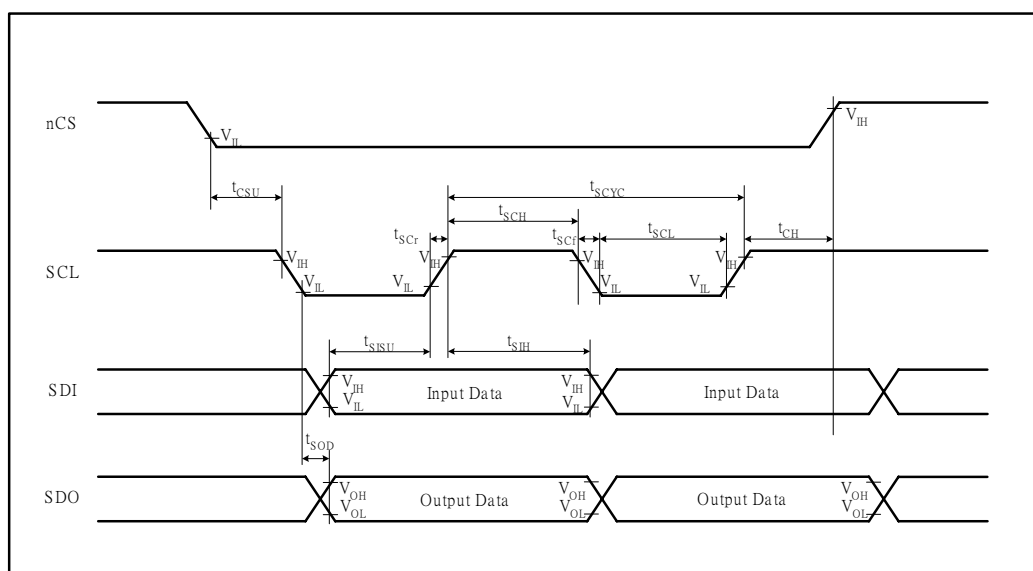 nCS
V_IL
V_IH
t_CSU
t_SCYC
t_SCH
t_SCr
t_SCf
t_SCL
t_CH
SCL
V_IH
V_IL
V_IL
V_IH
V_IH
V_IL
V_IL
V_IH
t_SISU
t_SIH
SDI
V_IH
V_IL
Input Data
V_IH
V_IL
Input Data
t_SOD
SDO
V_OH
V_OL
Output Data
V_OH
V_OL
Output Data
V_OH
V_OL